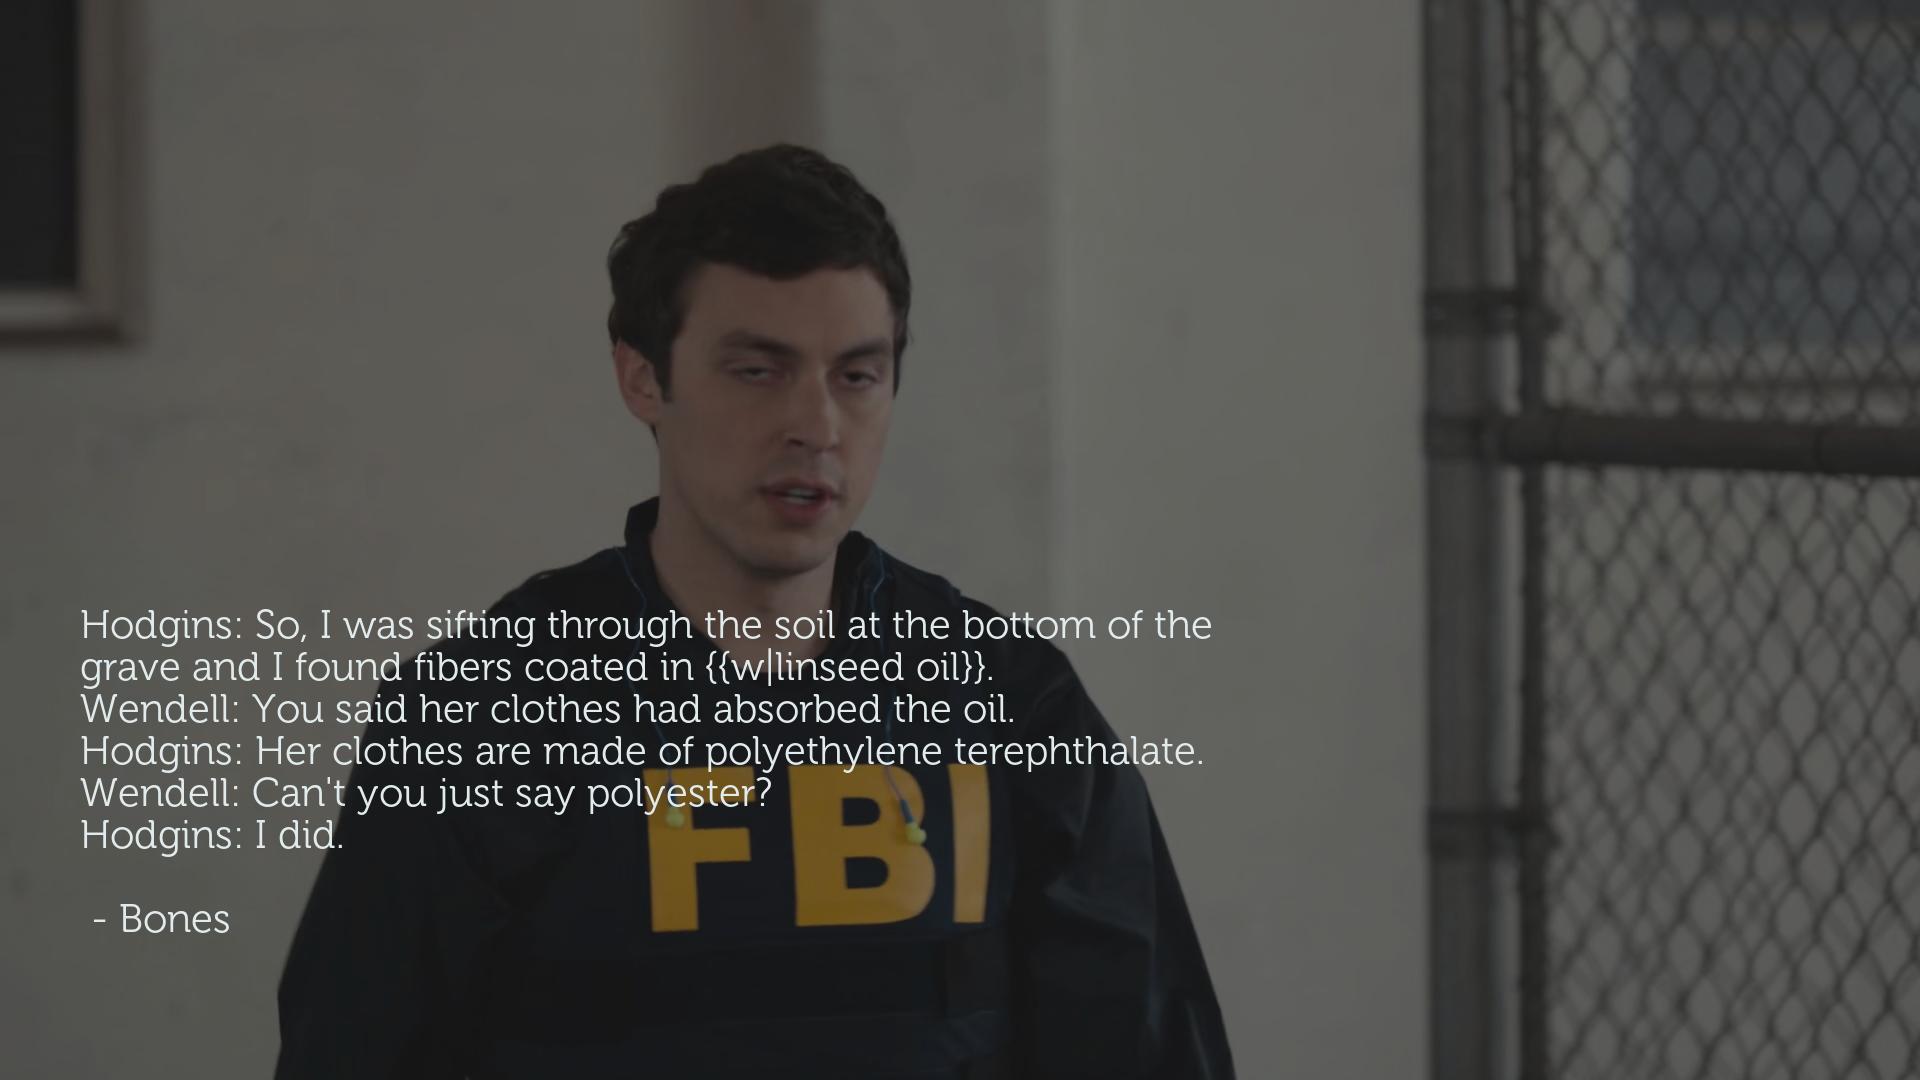 Hodgins: So, I was sifting through the soil at the bottom of the
grave and I found fibers coated in {{w|linseed oil}}.
Wendell: You said her clothes had absorbed the oil.
Hodgins: Her clothes are made of polyethylene terephthalate.
Wendell: Can't you just say polyester?
Hodgins: I did.
- Bones
FBI